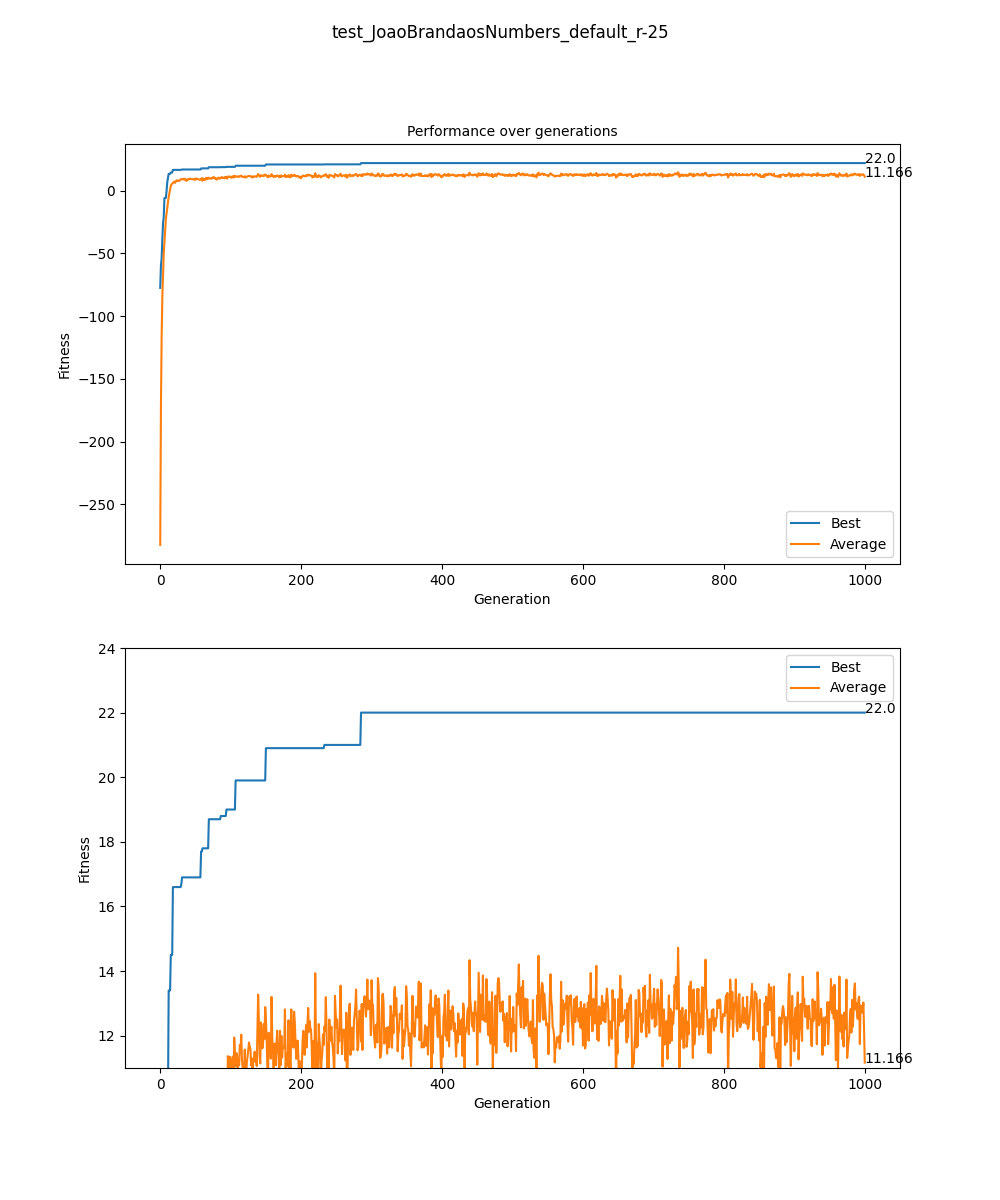 test_JoaoBrandaosNumbers_default_r-25
Performance over generations
Fitness
0
−50
−100
−150
−200
−250
22.0
11.166
Best
Average
0 200 400 600 800 1000
Generation
Fitness
24
22
20
18
16
14
12
Best
Average
22.0
11.166
0 200 400 600 800 1000
Generation